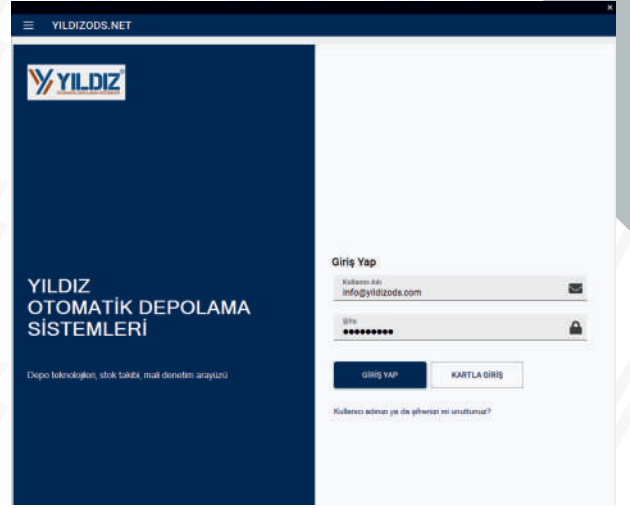 YILDIZODS.NET
YILDIZ
YILDIZ
OTOMATİK DEPOLAMA
SİSTEMLERİ
Depo teknolojileri, stok takibi, mali denetim arayüzü
Giriş Yap
Kullanıcı Adı
info@yildizods.com
Şifre
GİRİŞ YAP
KARTLA GİRİŞ
Kullanıcı adınızı ya da şifrenizi mi unuttunuz?